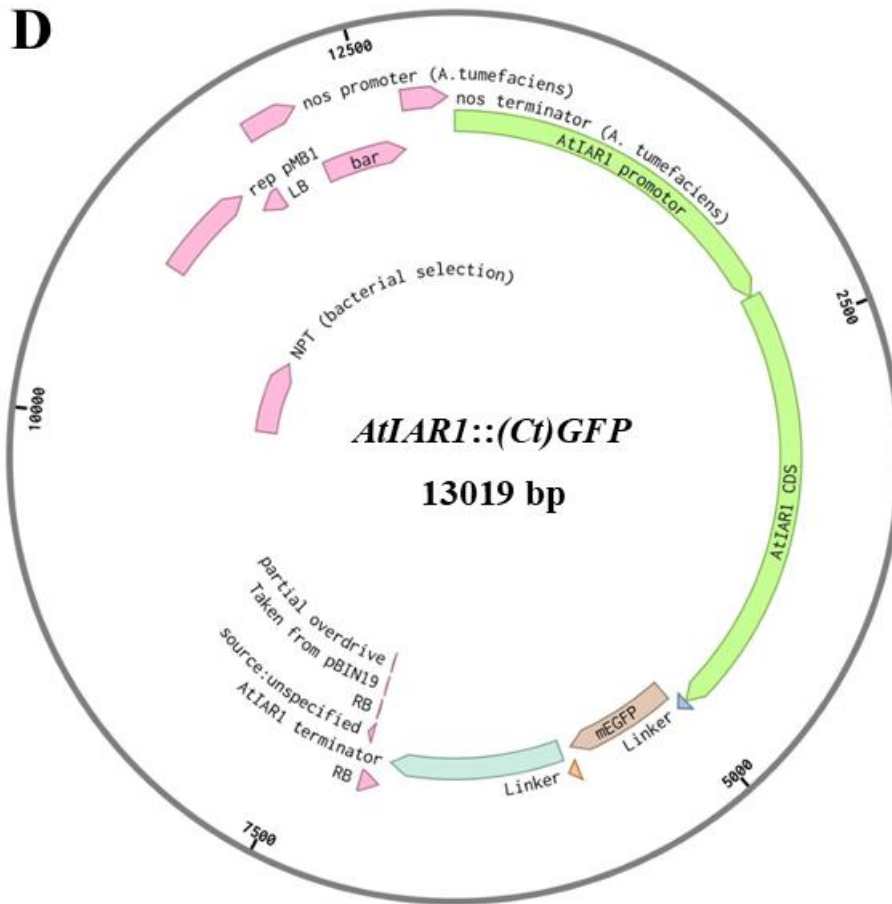 D
12500
nos promoter (A.tumefaciens)
nos terminator (A. tumefaciens)
AtIAR1 promotor
rep pMB1
LB
bar
2500
NPT (bacterial selection)
10000
AtIAR1::(Ct)GFP
13019 bp
AtIAR1 CDS
partial overdrive
Taken from pBIN19
RB
source:unspecified
AtIAR1 terminator
RB
mEGFP
Linker
Linker
5000
7500